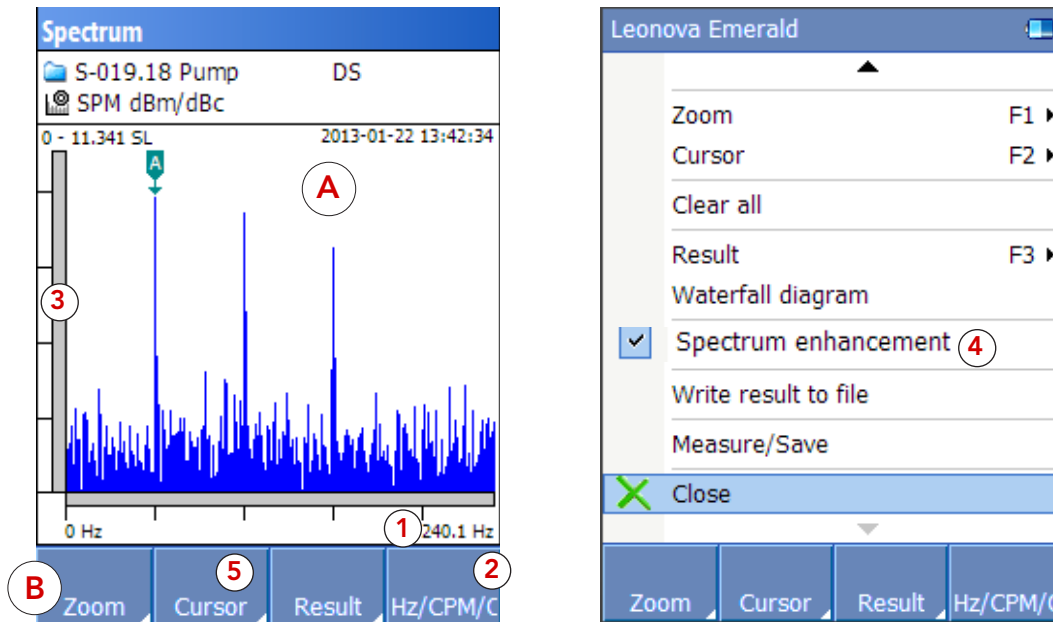 Spectrum
S-019.18 Pump DS
SPM dBm/dBc
0 - 11.341 SL 2013-01-22 13:42:34
A
A
3
0 Hz 1 240.1 Hz
B 5 2
Zoom Cursor Result Hz/CPM/C
Leonova Emerald
Zoom F1
Cursor F2
Clear all
Result F3
Waterfall diagram
Spectrum enhancement 4
Write result to file
Measure/Save
Close
Zoom Cursor Result Hz/CPM/